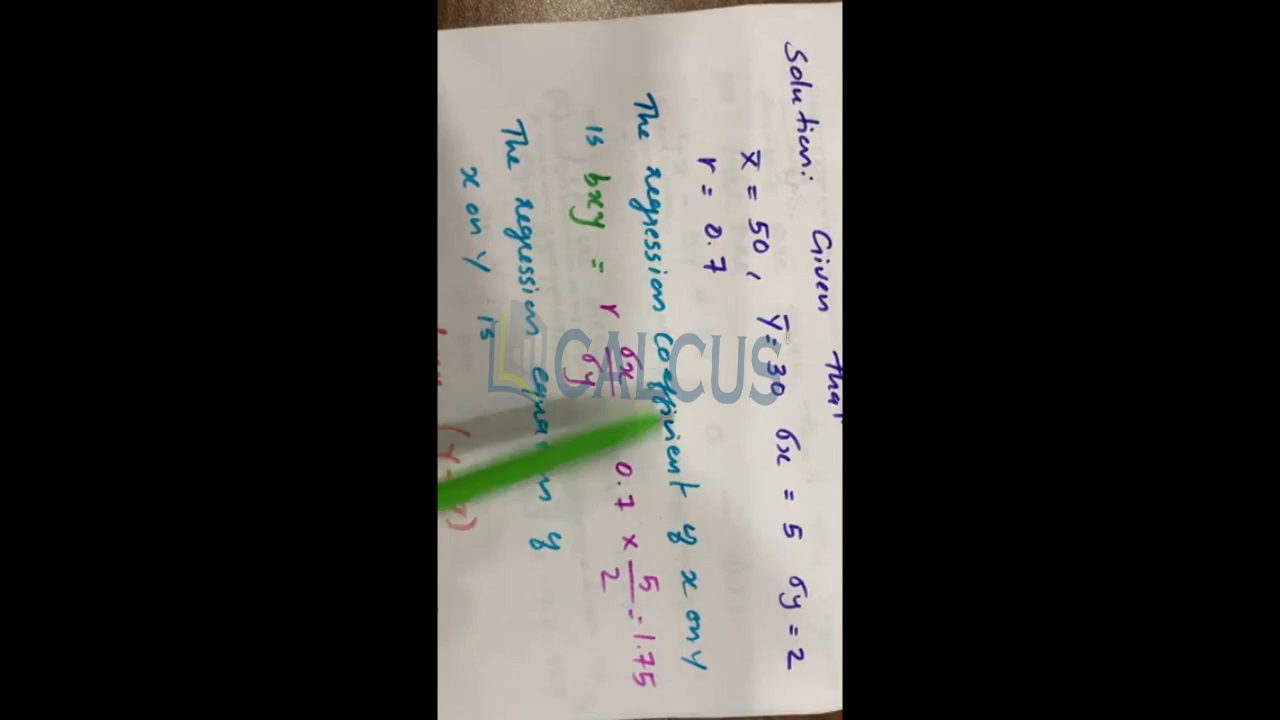 Solution: Given that
x̄ = 50, ȳ = 30 σx = 5 σy = 2
r = 0.7
The regression Coefficient of x on y
is bxy = r σx/σy 0.7 × 5/2 = 1.75
The regression of
x on y is
CALCUS